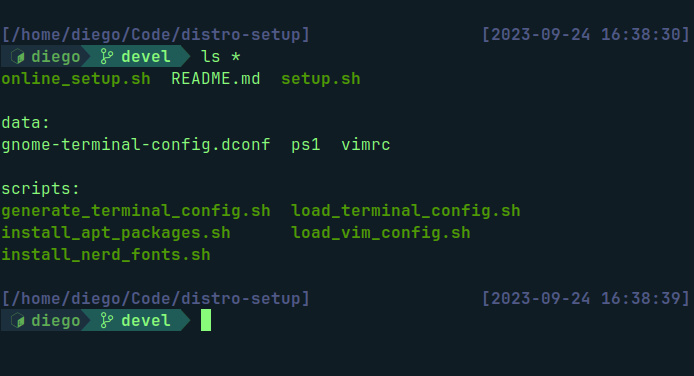 [/home/diego/Code/distro-setup] [2023-09-24 16:38:30]
diego devel ls *
online_setup.sh README.md setup.sh
data:
gnome-terminal-config.dconf ps1 vimrc
scripts:
generate_terminal_config.sh load_terminal_config.sh
install_apt_packages.sh load_vim_config.sh
install_nerd_fonts.sh
[/home/diego/Code/distro-setup] [2023-09-24 16:38:39]
diego devel